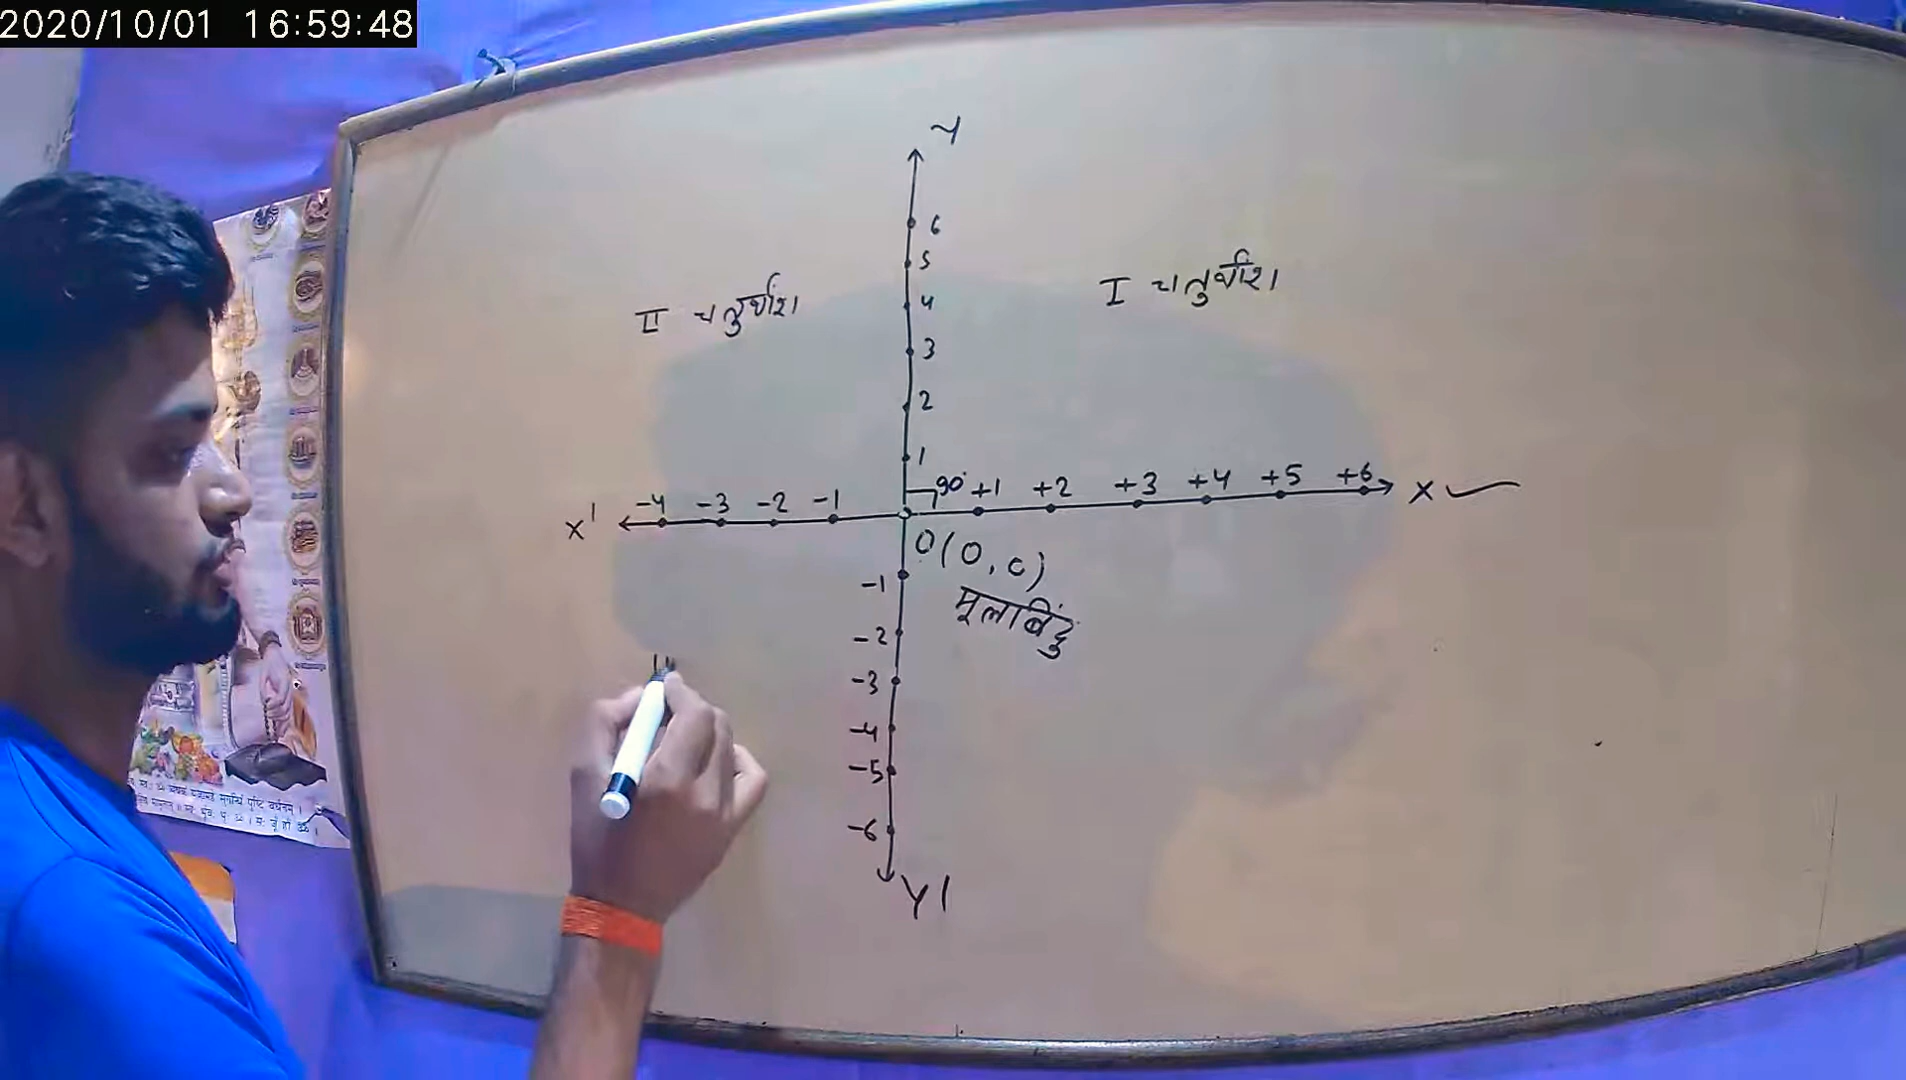 2020/10/01 16:59:48
Y
6
5
4
3
2
1
II चतुर्थांश
I चतुर्थांश
X' -4 -3 -2 -1 90° +1 +2 +3 +4 +5 +6 X
O(0,0)
मूलबिंदु
-1
-2
-3
-4
-5
-6
Y'